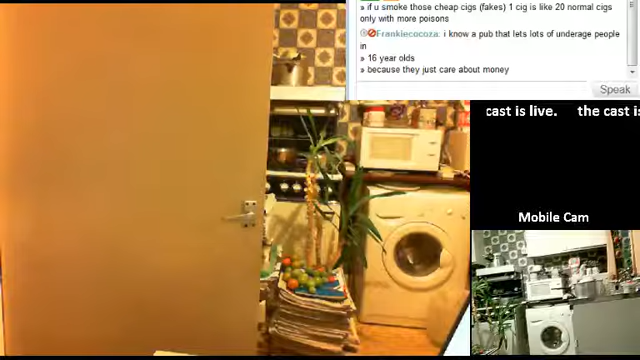 » if u smoke those cheap cigs (fakes) 1 cig is like 20 normal cigs
only with more poisons
Frankiecocoza: i know a pub that lets lots of underage people
in
» 16 year olds
» because they just care about money
Speak
cast is live. the cast is
Mobile Cam